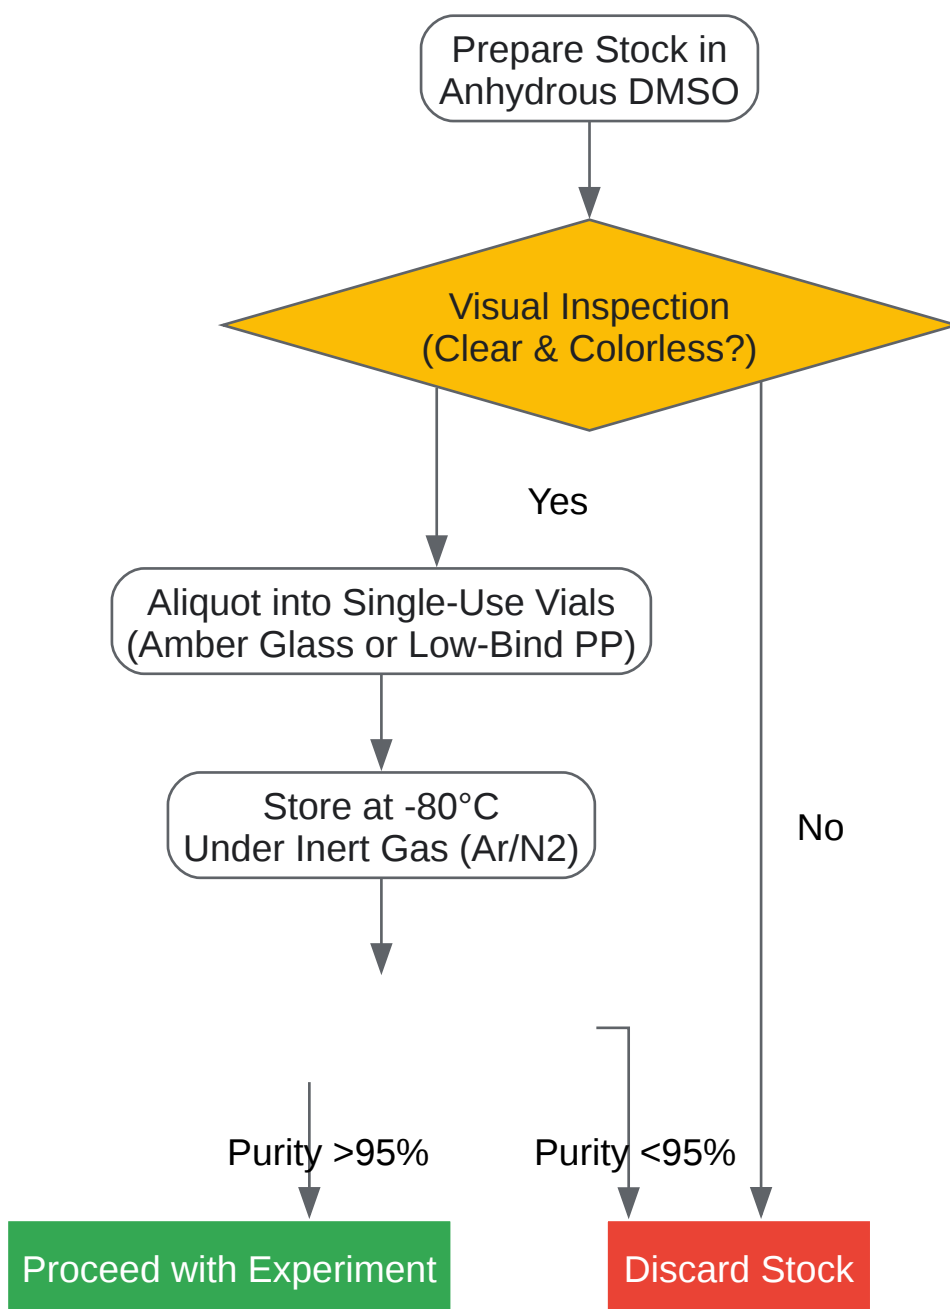 Prepare Stock in
Anhydrous DMSO
Visual Inspection
(Clear & Colorless?)
Yes
Aliquot into Single-Use Vials
(Amber Glass or Low-Bind PP)
Store at -80°C
Under Inert Gas (Ar/N2)
No
Purity >95%
Purity <95%
Proceed with Experiment
Discard Stock